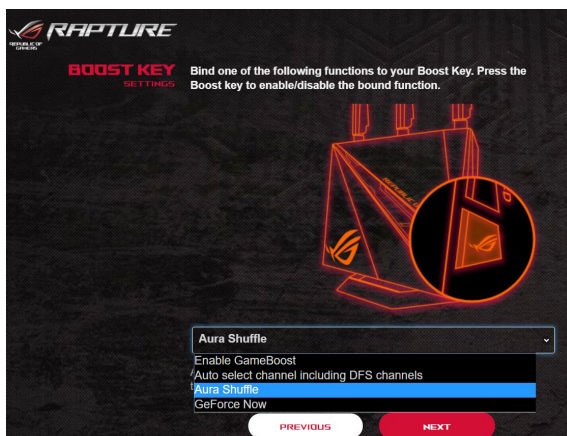 REPUBLIC OF
GAMERS
RAPTURE
BOOST KEY
SETTINGS
Bind one of the following functions to your Boost Key. Press the
Boost key to enable/disable the bound function.
REPUBLIC OF
Aura Shuffle
Enable GameBoost
Auto select channel including DFS channels
Aura Shuffle
GeForce Now
PREVIOUS
NEXT